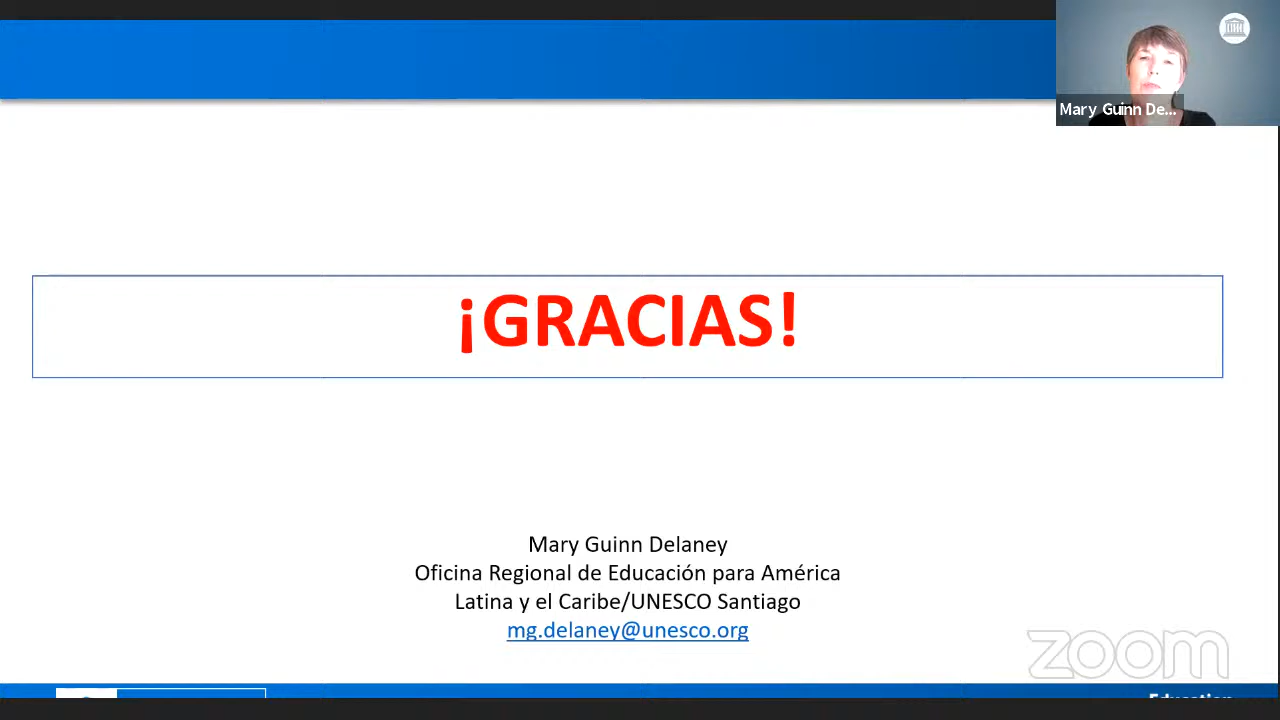 Mary Guinn De...
¡GRACIAS!
Mary Guinn Delaney
Oficina Regional de Educación para América
Latina y el Caribe/UNESCO Santiago
mg.delaney@unesco.org
zoom
Education